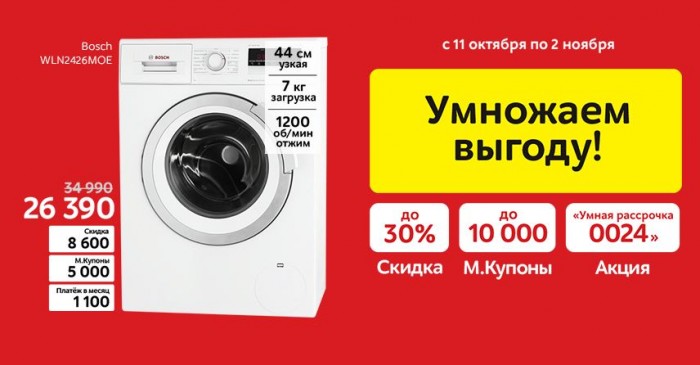 Bosch
WLN2426MOE
BOSCH
44 см
узкая
7 кг
загрузка
1200
об/мин
отжим
34 990
26 390
Скидка
8 600
М.Купоны
5 000
Платёж в месяц
1 100
с 11 октября по 2 ноября
Умножаем
выгоду!
до
30%
Скидка
до
10 000
М.Купоны
«Умная рассрочка
0024»
Акция